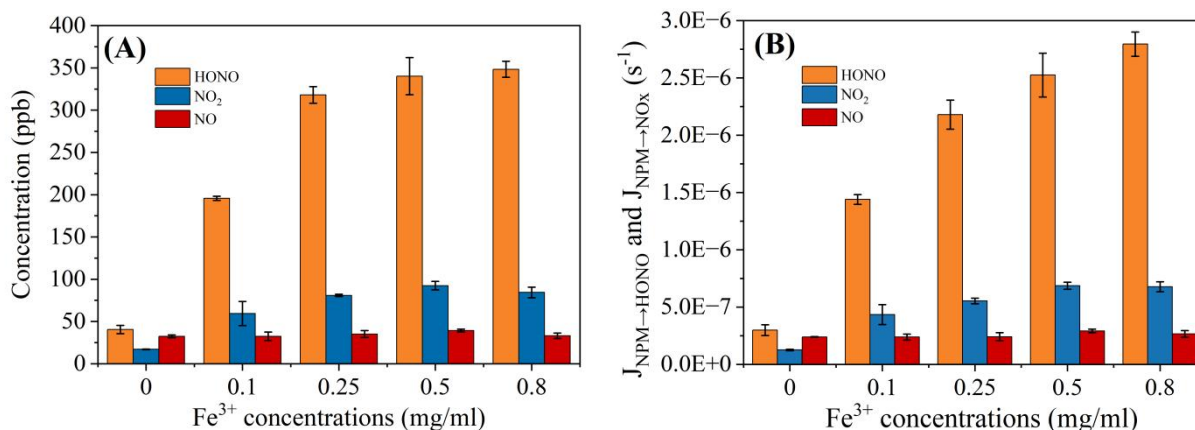 (A)
HONO
NO₂
NO
Concentration (ppb)
400
350
300
250
200
150
100
50
0
0 0.1 0.25 0.5 0.8
Fe³⁺ concentrations (mg/ml)
(B)
HONO
NO₂
NO
J_NPM→HONO and J_NPM→NOx (s⁻¹)
3.0E−6
2.5E−6
2.0E−6
1.5E−6
1.0E−6
5.0E−7
0.0E+0
0 0.1 0.25 0.5 0.8
Fe³⁺ concentrations (mg/ml)